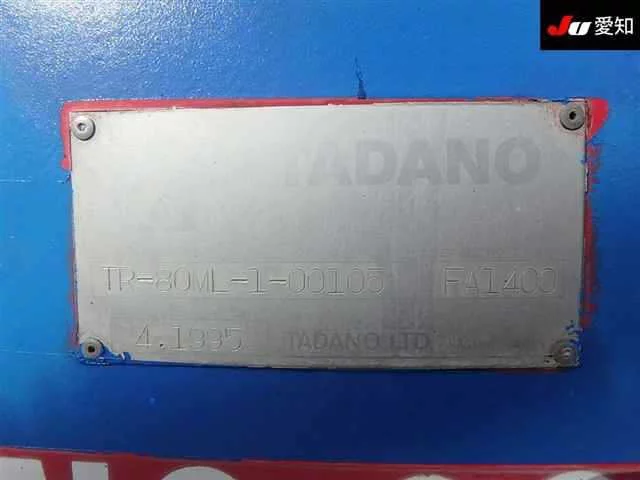 JU 愛知
TADANO
TR-80ML-1-00105 FA1400
4.1995 TADANO LTD.